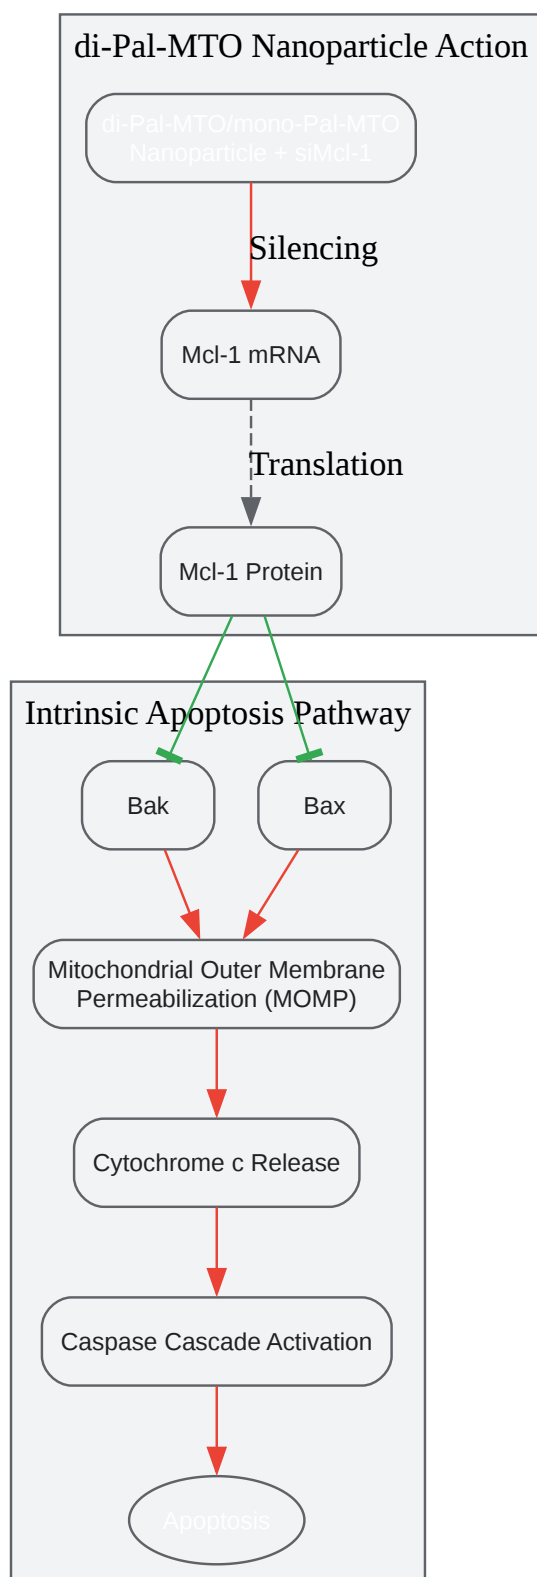 di-Pal-MTO Nanoparticle Action
di-Pal-MTO/mono-Pal-MTO
Nanoparticle + siMcl-1
Silencing
Mcl-1 mRNA
Translation
Mcl-1 Protein
Intrinsic Apoptosis Pathway
Bak
Bax
Mitochondrial Outer Membrane
Permeabilization (MOMP)
Cytochrome c Release
Caspase Cascade Activation
Apoptosis